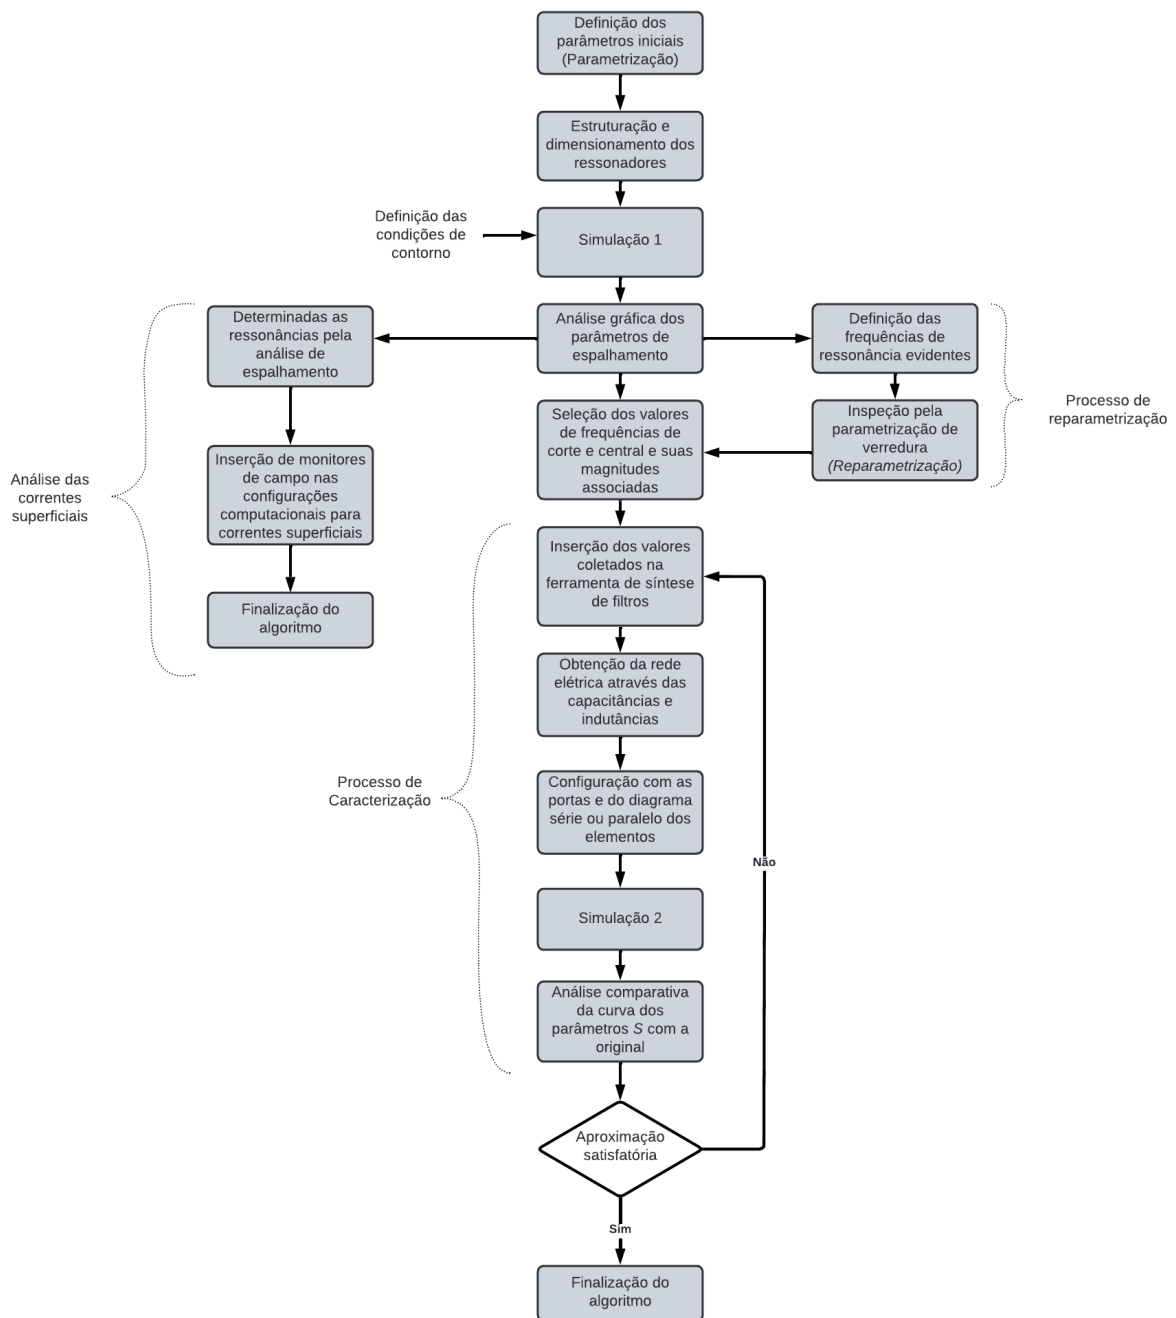 Definição dos
parâmetros iniciais
(Parametrização)
Estruturação e
dimensionamento dos
ressonadores
Definição das
condições de
contorno
Simulação 1
Determinadas as
ressonâncias pela
análise de
espalhamento
Análise gráfica dos
parâmetros de
espalhamento
Definição das
frequências de
ressonância evidentes
Processo de
reparametrização
Inspeção pela
parametrização de
verredura
(Reparametrização)
Seleção dos valores
de frequências de
corte e central e suas
magnitudes
associadas
Análise das
correntes
superficiais
Inserção de monitores
de campo nas
configurações
computacionais para
correntes superficiais
Finalização do
algoritmo
Inserção dos valores
coletados na
ferramenta de síntese
de filtros
Obtenção da rede
elétrica através das
capacitâncias e
indutâncias
Processo de
Caracterização
Configuração com as
portas e do diagrama
série ou paralelo dos
elementos
Não
Simulação 2
Análise comparativa
da curva dos
parâmetros S com a
original
Aproximação
satisfatória
Sim
Finalização do
algoritmo